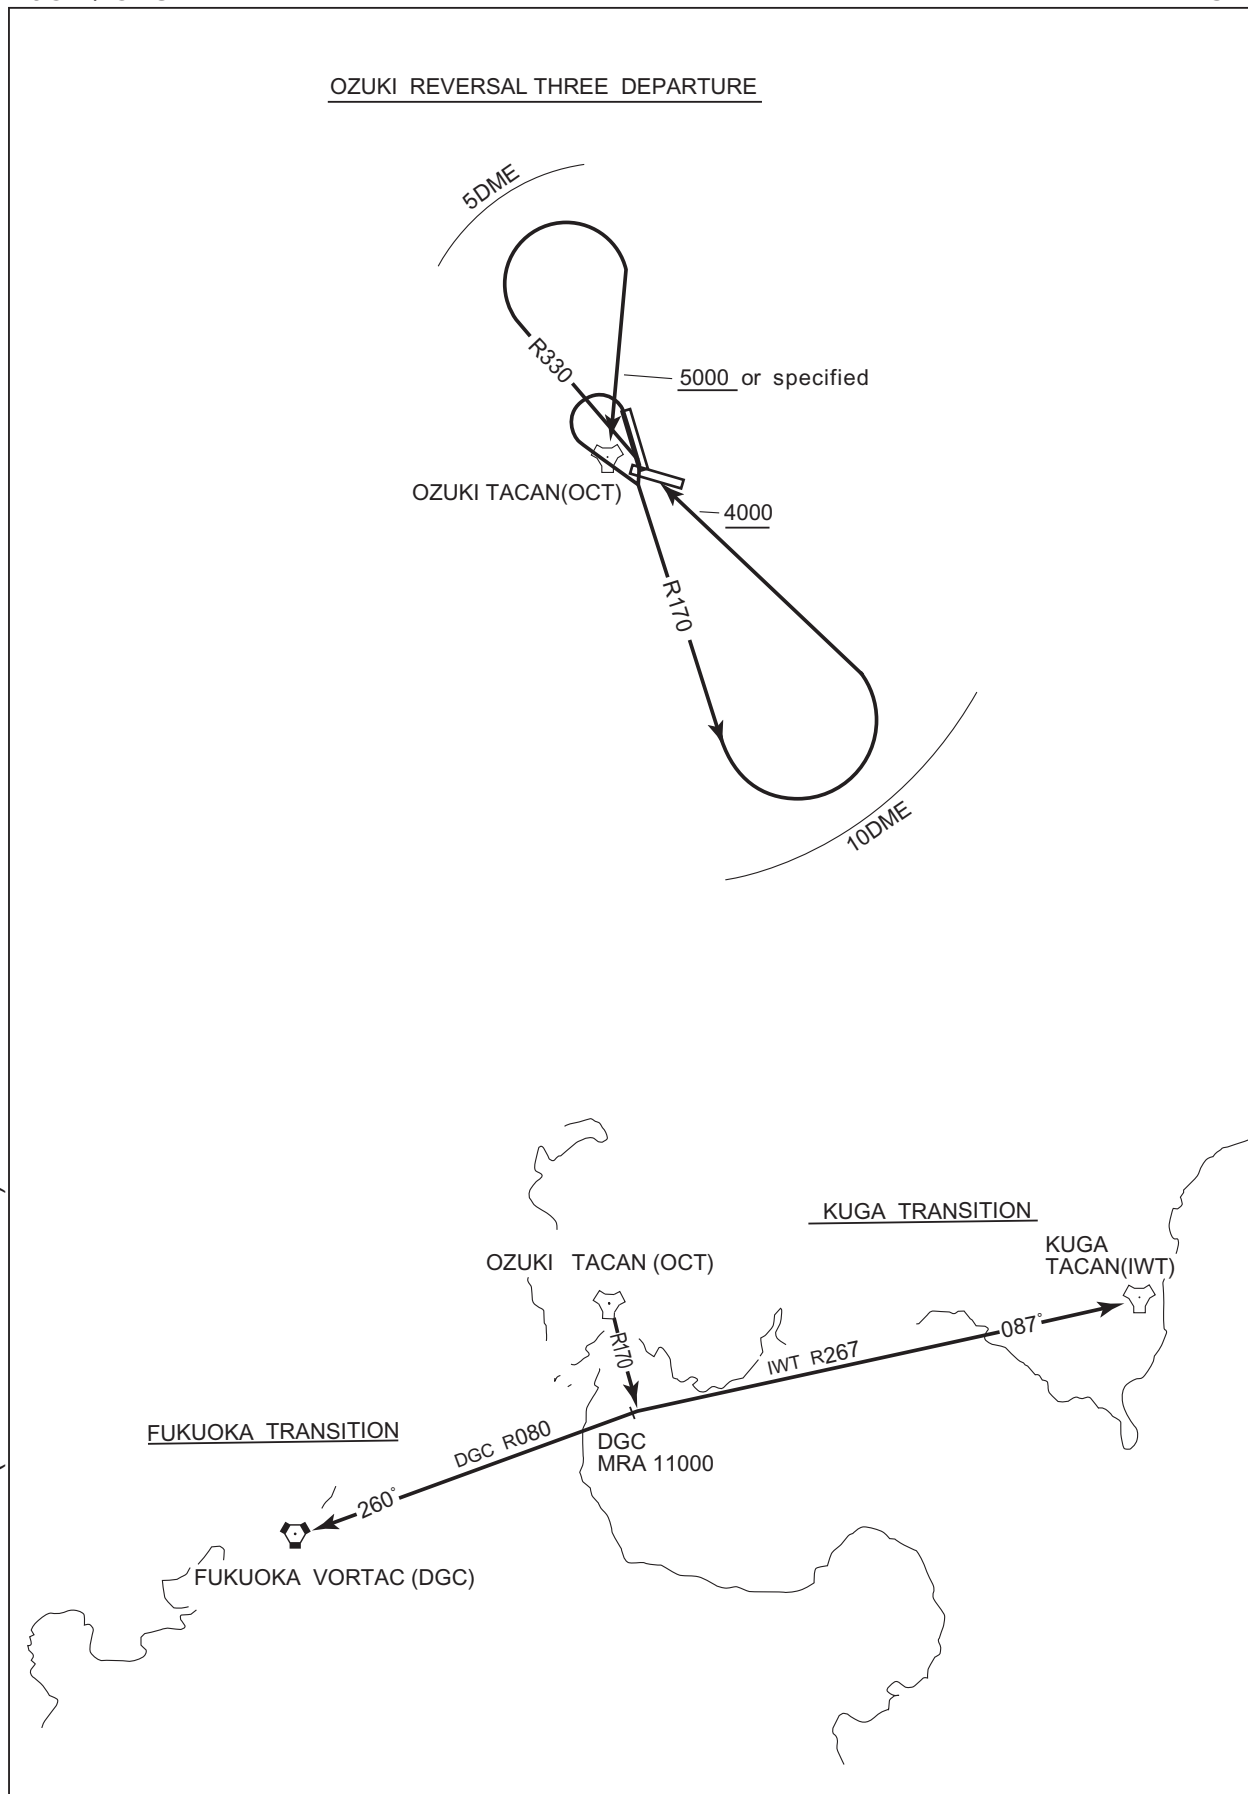 OZUKI REVERSAL THREE DEPARTURE
5DME
R330
5000 or specified
OZUKI TACAN(OCT)
4000
R170
10DME
KUGA TRANSITION
KUGA
TACAN(IWT)
OZUKI TACAN (OCT)
R170
087°
IWT R267
FUKUOKA TRANSITION
DGC R080
DGC
MRA 11000
260°
FUKUOKA VORTAC (DGC)